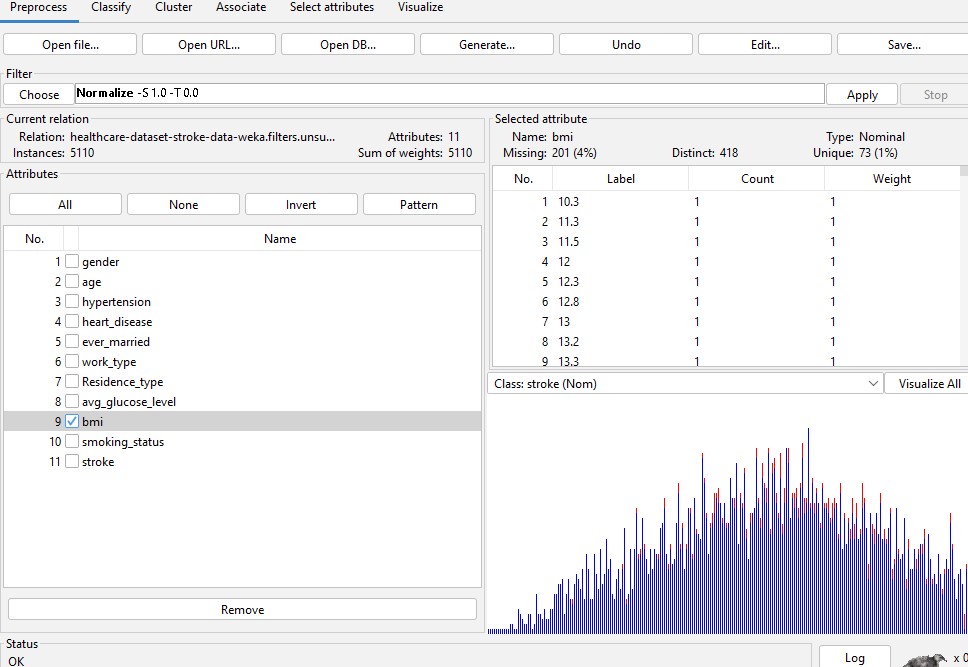 Preprocess Classify Cluster Associate Select attributes Visualize
Open file... Open URL... Open DB... Generate... Undo Edit... Save...
Filter
Choose Normalize -S 1.0 -T 0.0 Apply Stop
Current relation
Relation: healthcare-dataset-stroke-data-weka.filters.unsu... Attributes: 11
Instances: 5110 Sum of weights: 5110
Selected attribute
Name: bmi Type: Nominal
Missing: 201 (4%) Distinct: 418 Unique: 73 (1%)
Attributes
All None Invert Pattern
No. Name
1 gender
2 age
3 hypertension
4 heart_disease
5 ever_married
6 work_type
7 Residence_type
8 avg_glucose_level
9 bmi
10 smoking_status
11 stroke
Remove
No. Label Count Weight
1 10.3 1 1
2 11.3 1 1
3 11.5 1 1
4 12 1 1
5 12.3 1 1
6 12.8 1 1
7 13 1 1
8 13.2 1 1
9 13.3 1 1
Class: stroke (Nom) Visualize All
Status
OK
Log x 0